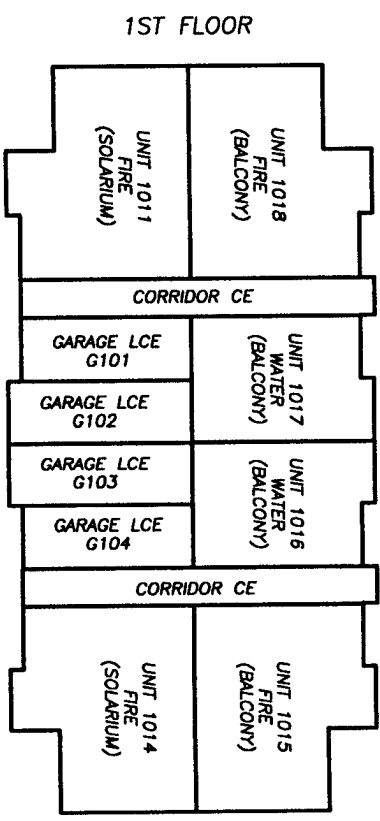 1ST FLOOR
UNIT 1011
FIRE
(SOLARIUM)
UNIT 1018
FIRE
(BALCONY)
CORRIDOR CE
GARAGE LCE
G101
GARAGE LCE
G102
GARAGE LCE
G103
GARAGE LCE
G104
UNIT 1017
WATER
(BALCONY)
UNIT 1016
WATER
(BALCONY)
CORRIDOR CE
UNIT 1014
FIRE
(SOLARIUM)
UNIT 1015
FIRE
(BALCONY)